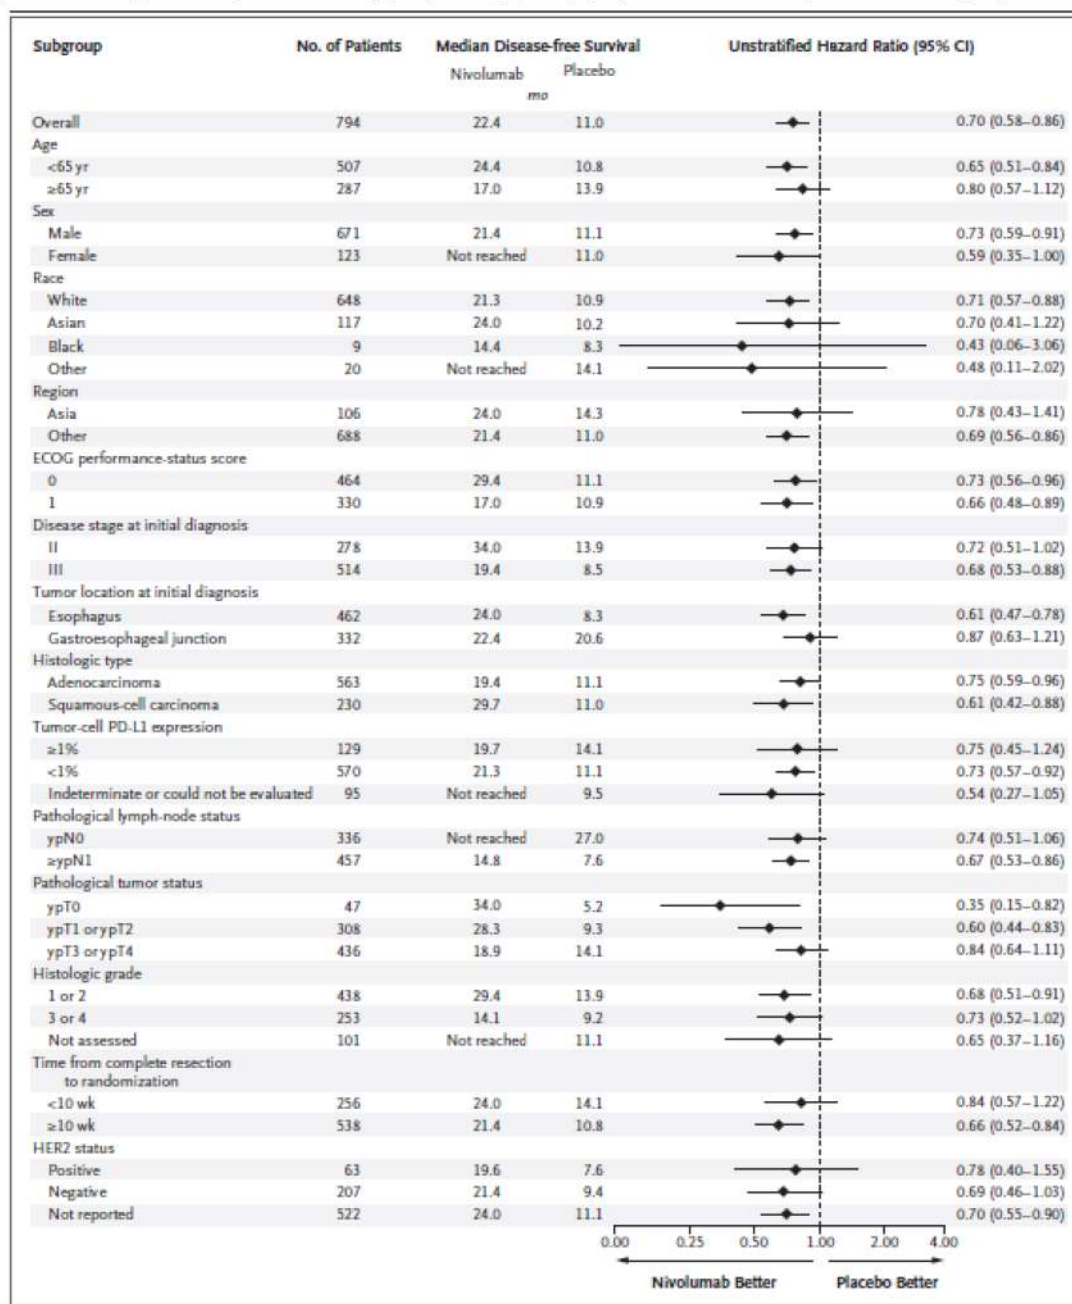 Subgroup No. of Patients Median Disease-free Survival Unstratified Hazard Ratio (95% CI)
Nivolumab Placebo
mo
Overall 794 22.4 11.0 0.70 (0.58–0.86)
Age
<65 yr 507 24.4 10.8 0.65 (0.51–0.84)
≥65 yr 287 17.0 13.9 0.80 (0.57–1.12)
Sex
Male 671 21.4 11.1 0.73 (0.59–0.91)
Female 123 Not reached 11.0 0.59 (0.35–1.00)
Race
White 648 21.3 10.9 0.71 (0.57–0.88)
Asian 117 24.0 10.2 0.70 (0.41–1.22)
Black 9 14.4 8.3 0.43 (0.06–3.06)
Other 20 Not reached 14.1 0.48 (0.11–2.02)
Region
Asia 106 24.0 14.3 0.78 (0.43–1.41)
Other 688 21.4 11.0 0.69 (0.56–0.86)
ECOG performance-status score
0 464 29.4 11.1 0.73 (0.56–0.96)
1 330 17.0 10.9 0.66 (0.48–0.89)
Disease stage at initial diagnosis
II 278 34.0 13.9 0.72 (0.51–1.02)
III 514 19.4 8.5 0.68 (0.53–0.88)
Tumor location at initial diagnosis
Esophagus 462 24.0 8.3 0.61 (0.47–0.78)
Gastroesophageal junction 332 22.4 20.6 0.87 (0.63–1.21)
Histologic type
Adenocarcinoma 563 19.4 11.1 0.75 (0.59–0.96)
Squamous-cell carcinoma 230 29.7 11.0 0.61 (0.42–0.88)
Tumor-cell PD-L1 expression
≥1% 129 19.7 14.1 0.75 (0.45–1.24)
<1% 570 21.3 11.1 0.73 (0.57–0.92)
Indeterminate or could not be evaluated 95 Not reached 9.5 0.54 (0.27–1.05)
Pathological lymph-node status
ypN0 336 Not reached 27.0 0.74 (0.51–1.06)
≥ypN1 457 14.8 7.6 0.67 (0.53–0.86)
Pathological tumor status
ypT0 47 34.0 5.2 0.35 (0.15–0.82)
ypT1 or ypT2 308 28.3 9.3 0.60 (0.44–0.83)
ypT3 or ypT4 436 18.9 14.1 0.84 (0.64–1.11)
Histologic grade
1 or 2 438 29.4 13.9 0.68 (0.51–0.91)
3 or 4 253 14.1 9.2 0.73 (0.52–1.02)
Not assessed 101 Not reached 11.1 0.65 (0.37–1.16)
Time from complete resection
to randomization
<10 wk 256 24.0 14.1 0.84 (0.57–1.22)
≥10 wk 538 21.4 10.8 0.66 (0.52–0.84)
HER2 status
Positive 63 19.6 7.6 0.78 (0.40–1.55)
Negative 207 21.4 9.4 0.69 (0.46–1.03)
Not reported 522 24.0 11.1 0.70 (0.55–0.90)
0.00 0.25 0.50 1.00 2.00 4.00
Nivolumab Better Placebo Better